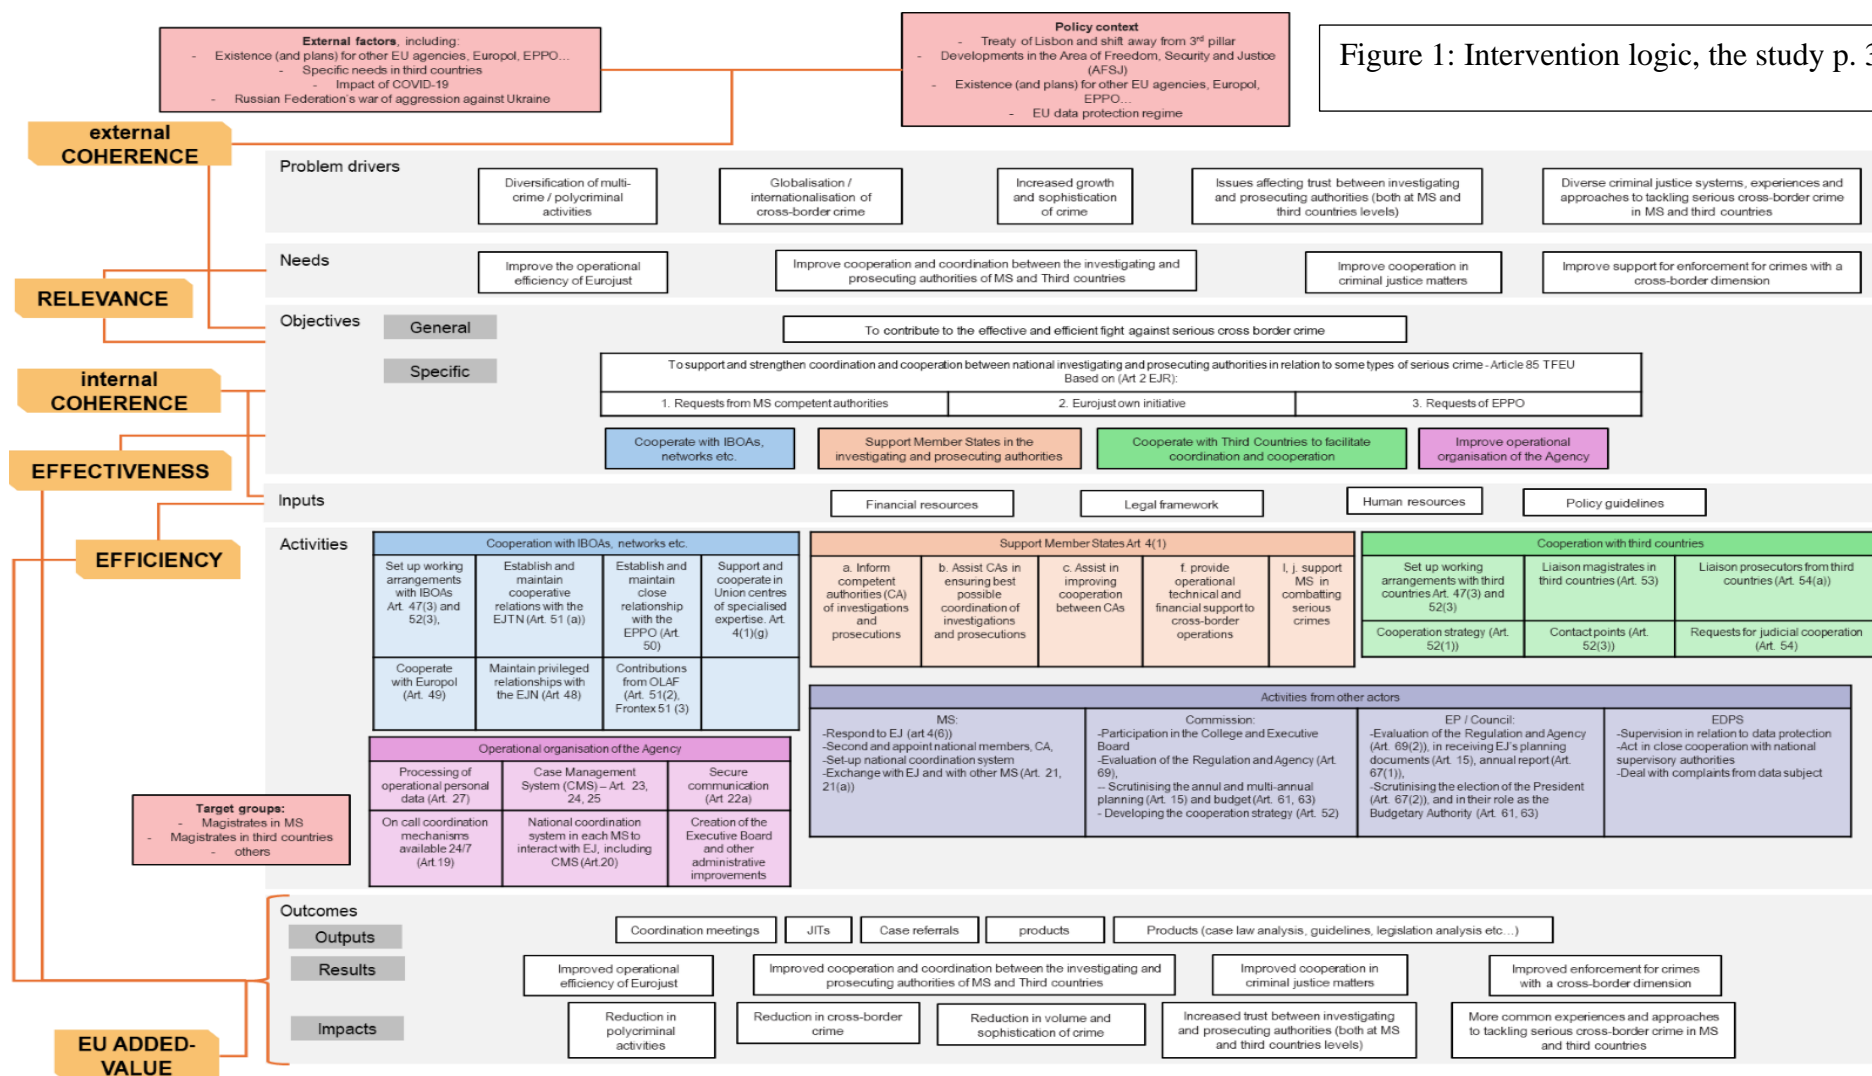 External factors, including:
- Existence (and plans) for other EU agencies, Europol, EPPO…
- Specific needs in third countries
- Impact of COVID-19
- Russian Federation's war of aggression against Ukraine
Policy context
- Treaty of Lisbon and shift away from 3rd pillar
- Developments in the Area of Freedom, Security and Justice
(AFSJ)
- Existence (and plans) for other EU agencies, Europol,
EPPO…
- EU data protection regime
Figure 1: Intervention logic, the study p. 3
external
COHERENCE
Problem drivers
Diversification of multi-
crime / polycriminal
activities
Globalisation /
internationalisation of
cross-border crime
Increased growth
and sophistication
of crime
Issues affecting trust between investigating
and prosecuting authorities (both at MS and
third countries levels)
Diverse criminal justice systems, experiences and
approaches to tackling serious cross-border crime
in MS and third countries
Needs
Improve the operational
efficiency of Eurojust
Improve cooperation and coordination between the investigating and
prosecuting authorities of MS and Third countries
Improve cooperation in
criminal justice matters
Improve support for enforcement for crimes with a
cross-border dimension
RELEVANCE
Objectives
General
To contribute to the effective and efficient fight against serious cross border crime
Specific
To support and strengthen coordination and cooperation between national investigating and prosecuting authorities in relation to some types of serious crime - Article 85 TFEU
Based on (Art 2 EJR):
1. Requests from MS competent authorities
2. Eurojust own initiative
3. Requests of EPPO
internal
COHERENCE
Cooperate with IBOAs,
networks etc.
Support Member States in the
investigating and prosecuting authorities
Cooperate with Third Countries to facilitate
coordination and cooperation
Improve operational
organisation of the Agency
EFFECTIVENESS
Inputs
Financial resources
Legal framework
Human resources
Policy guidelines
EFFICIENCY
Activities
Cooperation with IBOAs, networks etc.
Set up working
arrangements
with IBOAs
Art. 47(3) and
52(3),
Establish and
maintain
cooperative
relations with the
EJTN (Art. 51 (a))
Establish and
maintain
close
relationship
with the
EPPO (Art.
50)
Support and
cooperate in
Union centres
of specialised
expertise. Art.
4(1)(g)
Cooperate
with Europol
(Art. 49)
Maintain privileged
relationships with
the EJN (Art 48)
Contributions
from OLAF
(Art. 51(2),
Frontex 51 (3)
Support Member States Art. 4(1)
a. Inform
competent
authorities (CA)
of investigations
and
prosecutions
b. Assist CAs in
ensuring best
possible
coordination of
investigations
and prosecutions
c. Assist in
improving
cooperation
between CAs
f. provide
operational
technical and
financial support to
cross-border
operations
I, j. support
MS in
combatting
serious
crimes
Cooperation with third countries
Set up working
arrangements with third
countries Art. 47(3) and
52(3)
Liaison magistrates in
third countries (Art. 53)
Liaison prosecutors from third
countries (Art. 54(a))
Cooperation strategy (Art.
52(1))
Contact points (Art.
52(3))
Requests for judicial cooperation
(Art. 54)
Activities from other actors
MS:
-Respond to EJ (art 4(6))
-Second and appoint national members, CA,
-Set-up national coordination system
-Exchange with EJ and with other MS (Art. 21,
21(a))
Commission:
-Participation in the College and Executive
Board
-Evaluation of the Regulation and Agency (Art.
69),
-- Scrutinising the annul and multi-annual
planning (Art. 15) and budget (Art. 61, 63)
- Developing the cooperation strategy (Art. 52)
EP / Council:
-Evaluation of the Regulation and Agency
(Art. 69(2)), in receiving EJ's planning
documents (Art. 15), annual report (Art.
67(1)),
-Scrutinising the election of the President
(Art. 67(2)), and in their role as the
Budgetary Authority (Art. 61, 63)
EDPS
-Supervision in relation to data protection
-Act in close cooperation with national
supervisory authorities
-Deal with complaints from data subject
Operational organisation of the Agency
Processing of
operational personal
data (Art. 27)
Case Management
System (CMS) – Art. 23,
24, 25
Secure
communication
(Art 22a)
On call coordination
mechanisms
available 24/7
(Art.19)
National coordination
system in each MS to
interact with EJ, including
CMS (Art.20)
Creation of the
Executive Board
and other
administrative
improvements
Target groups:
- Magistrates in MS
- Magistrates in third countries
- others
Outcomes
Outputs
Coordination meetings
JITs
Case referrals
products
Products (case law analysis, guidelines, legislation analysis etc…)
Results
Improved operational
efficiency of Eurojust
Improved cooperation and coordination between the investigating and
prosecuting authorities of MS and Third countries
Improved cooperation in
criminal justice matters
Improved enforcement for crimes
with a cross-border dimension
Impacts
Reduction in
polycriminal
activities
Reduction in cross-border
crime
Reduction in volume and
sophistication of crime
Increased trust between investigating
and prosecuting authorities (both at MS
and third countries levels)
More common experiences and approaches
to tackling serious cross-border crime in MS
and third countries
EU ADDED-
VALUE